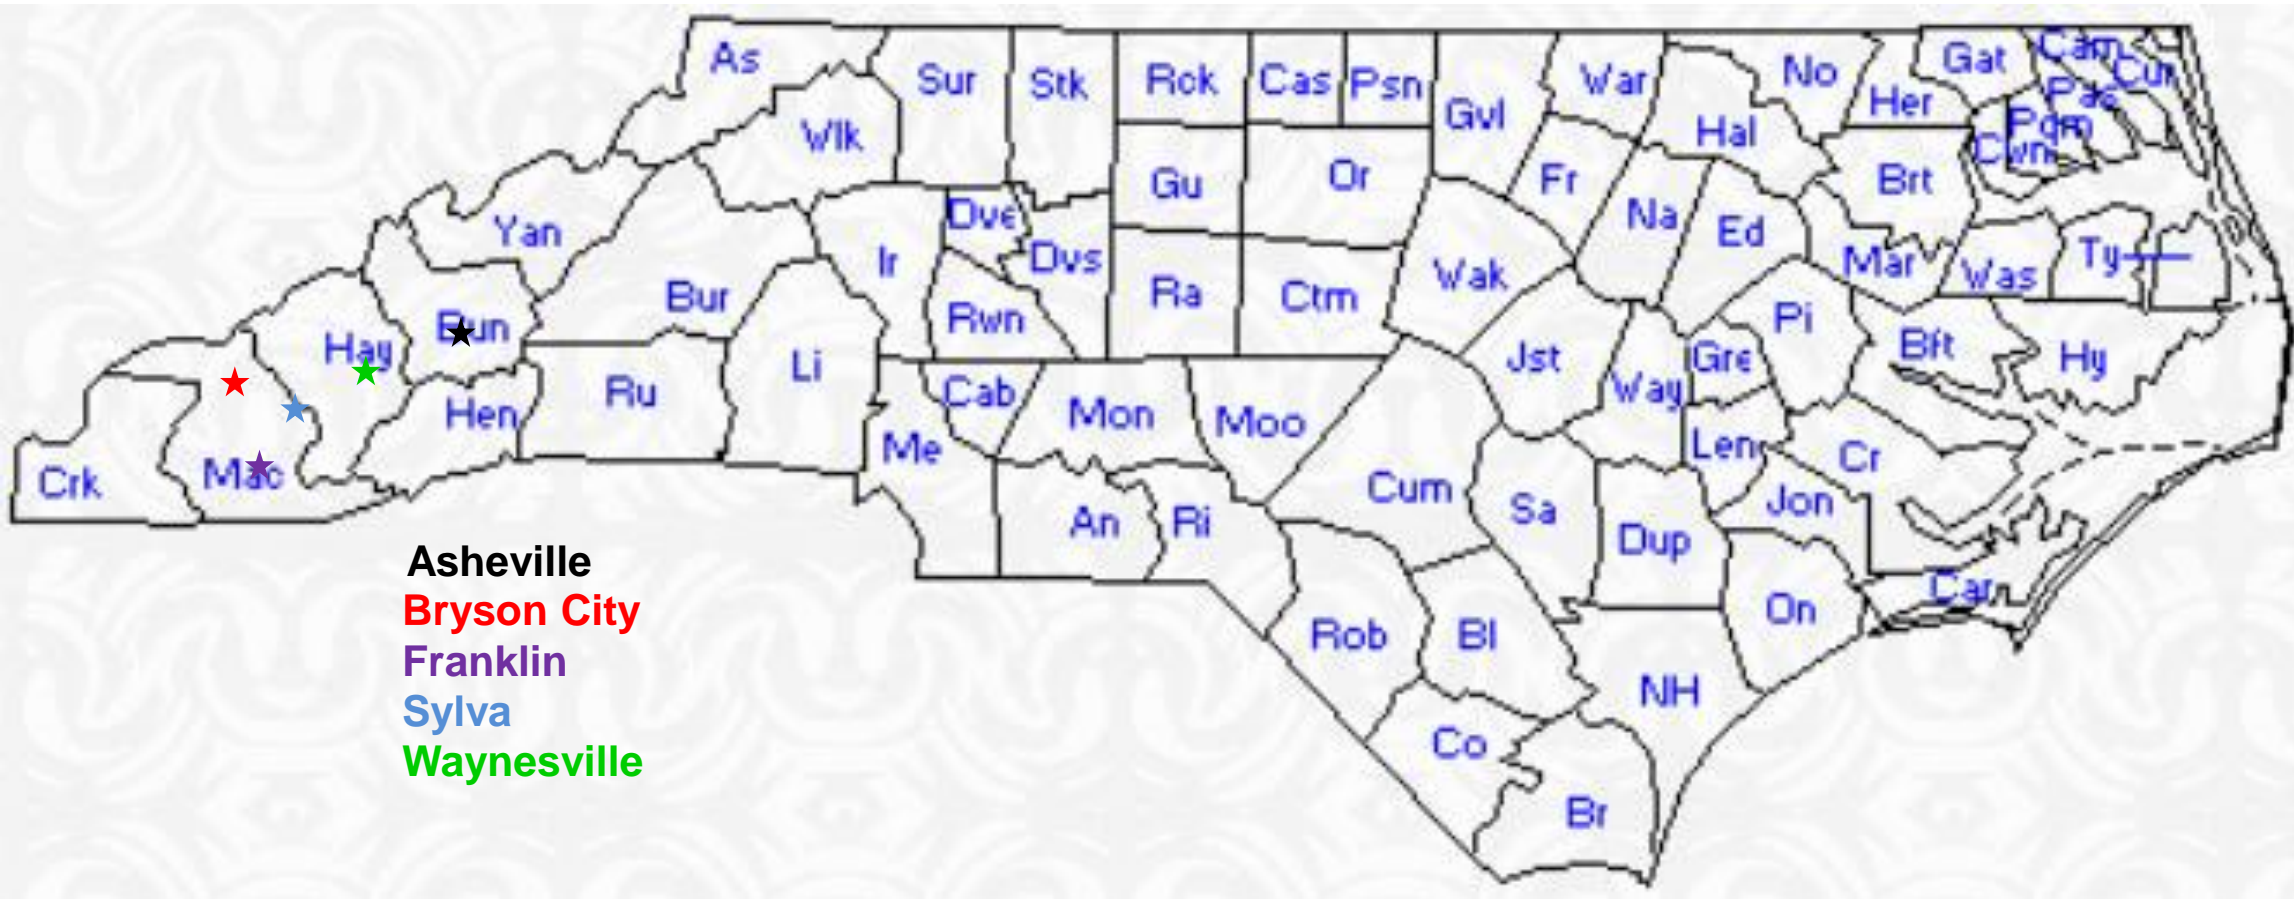 As
Sur
Stk
Rck
Cas
Psn
Gvl
War
No
Gat
Cam
Cur
Her
Pas
Pqm
Cwn
Wlk
Hal
Gu
Or
Fr
Brt
Yan
Dve
Na
Ed
Ir
Dvs
Wak
Mar
Was
Ty
Bur
Rwn
Ra
Ctm
Pi
Bun
Hay
Li
Jst
Gre
Bft
Hy
Ru
Cab
Mon
Moo
Way
Hen
Me
Len
Cr
Crk
Mac
Cum
Sa
Jon
An
Ri
Dup
Car
On
Rob
Bl
NH
Co
Br
Asheville
Bryson City
Franklin
Sylva
Waynesville